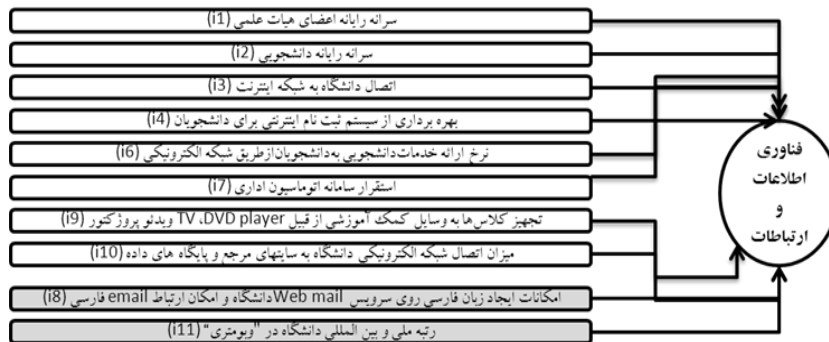 سرانه رایانه اعضای هیات علمی (i1)
سرانه رایانه دانشجویی (i2)
اتصال دانشگاه به شبکه اینترنت (i3)
بهره برداری از سیستم ثبت نام اینترنتی برای دانشجویان (i4)
نرخ ارائه خدمات دانشجویی به دانشجویان از طریق شبکه الکترونیکی (i6)
استقرار سامانه اتوماسیون اداری (i7)
تجهیز کلاس‌ها به وسایل کمک آموزشی از قبیل TV ،DVD player ویدئو پروژکتور (i9)
میزان اتصال شبکه الکترونیکی دانشگاه به سایتهای مرجع و پایگاه های داده (i10)
امکانات ایجاد زبان فارسی روی سرویس Web mail دانشگاه و امکان ارتباط email فارسی (i8)
رتبه ملی و بین المللی دانشگاه در "وبومتری" (i11)
فناوری
اطلاعات
و
ارتباطات